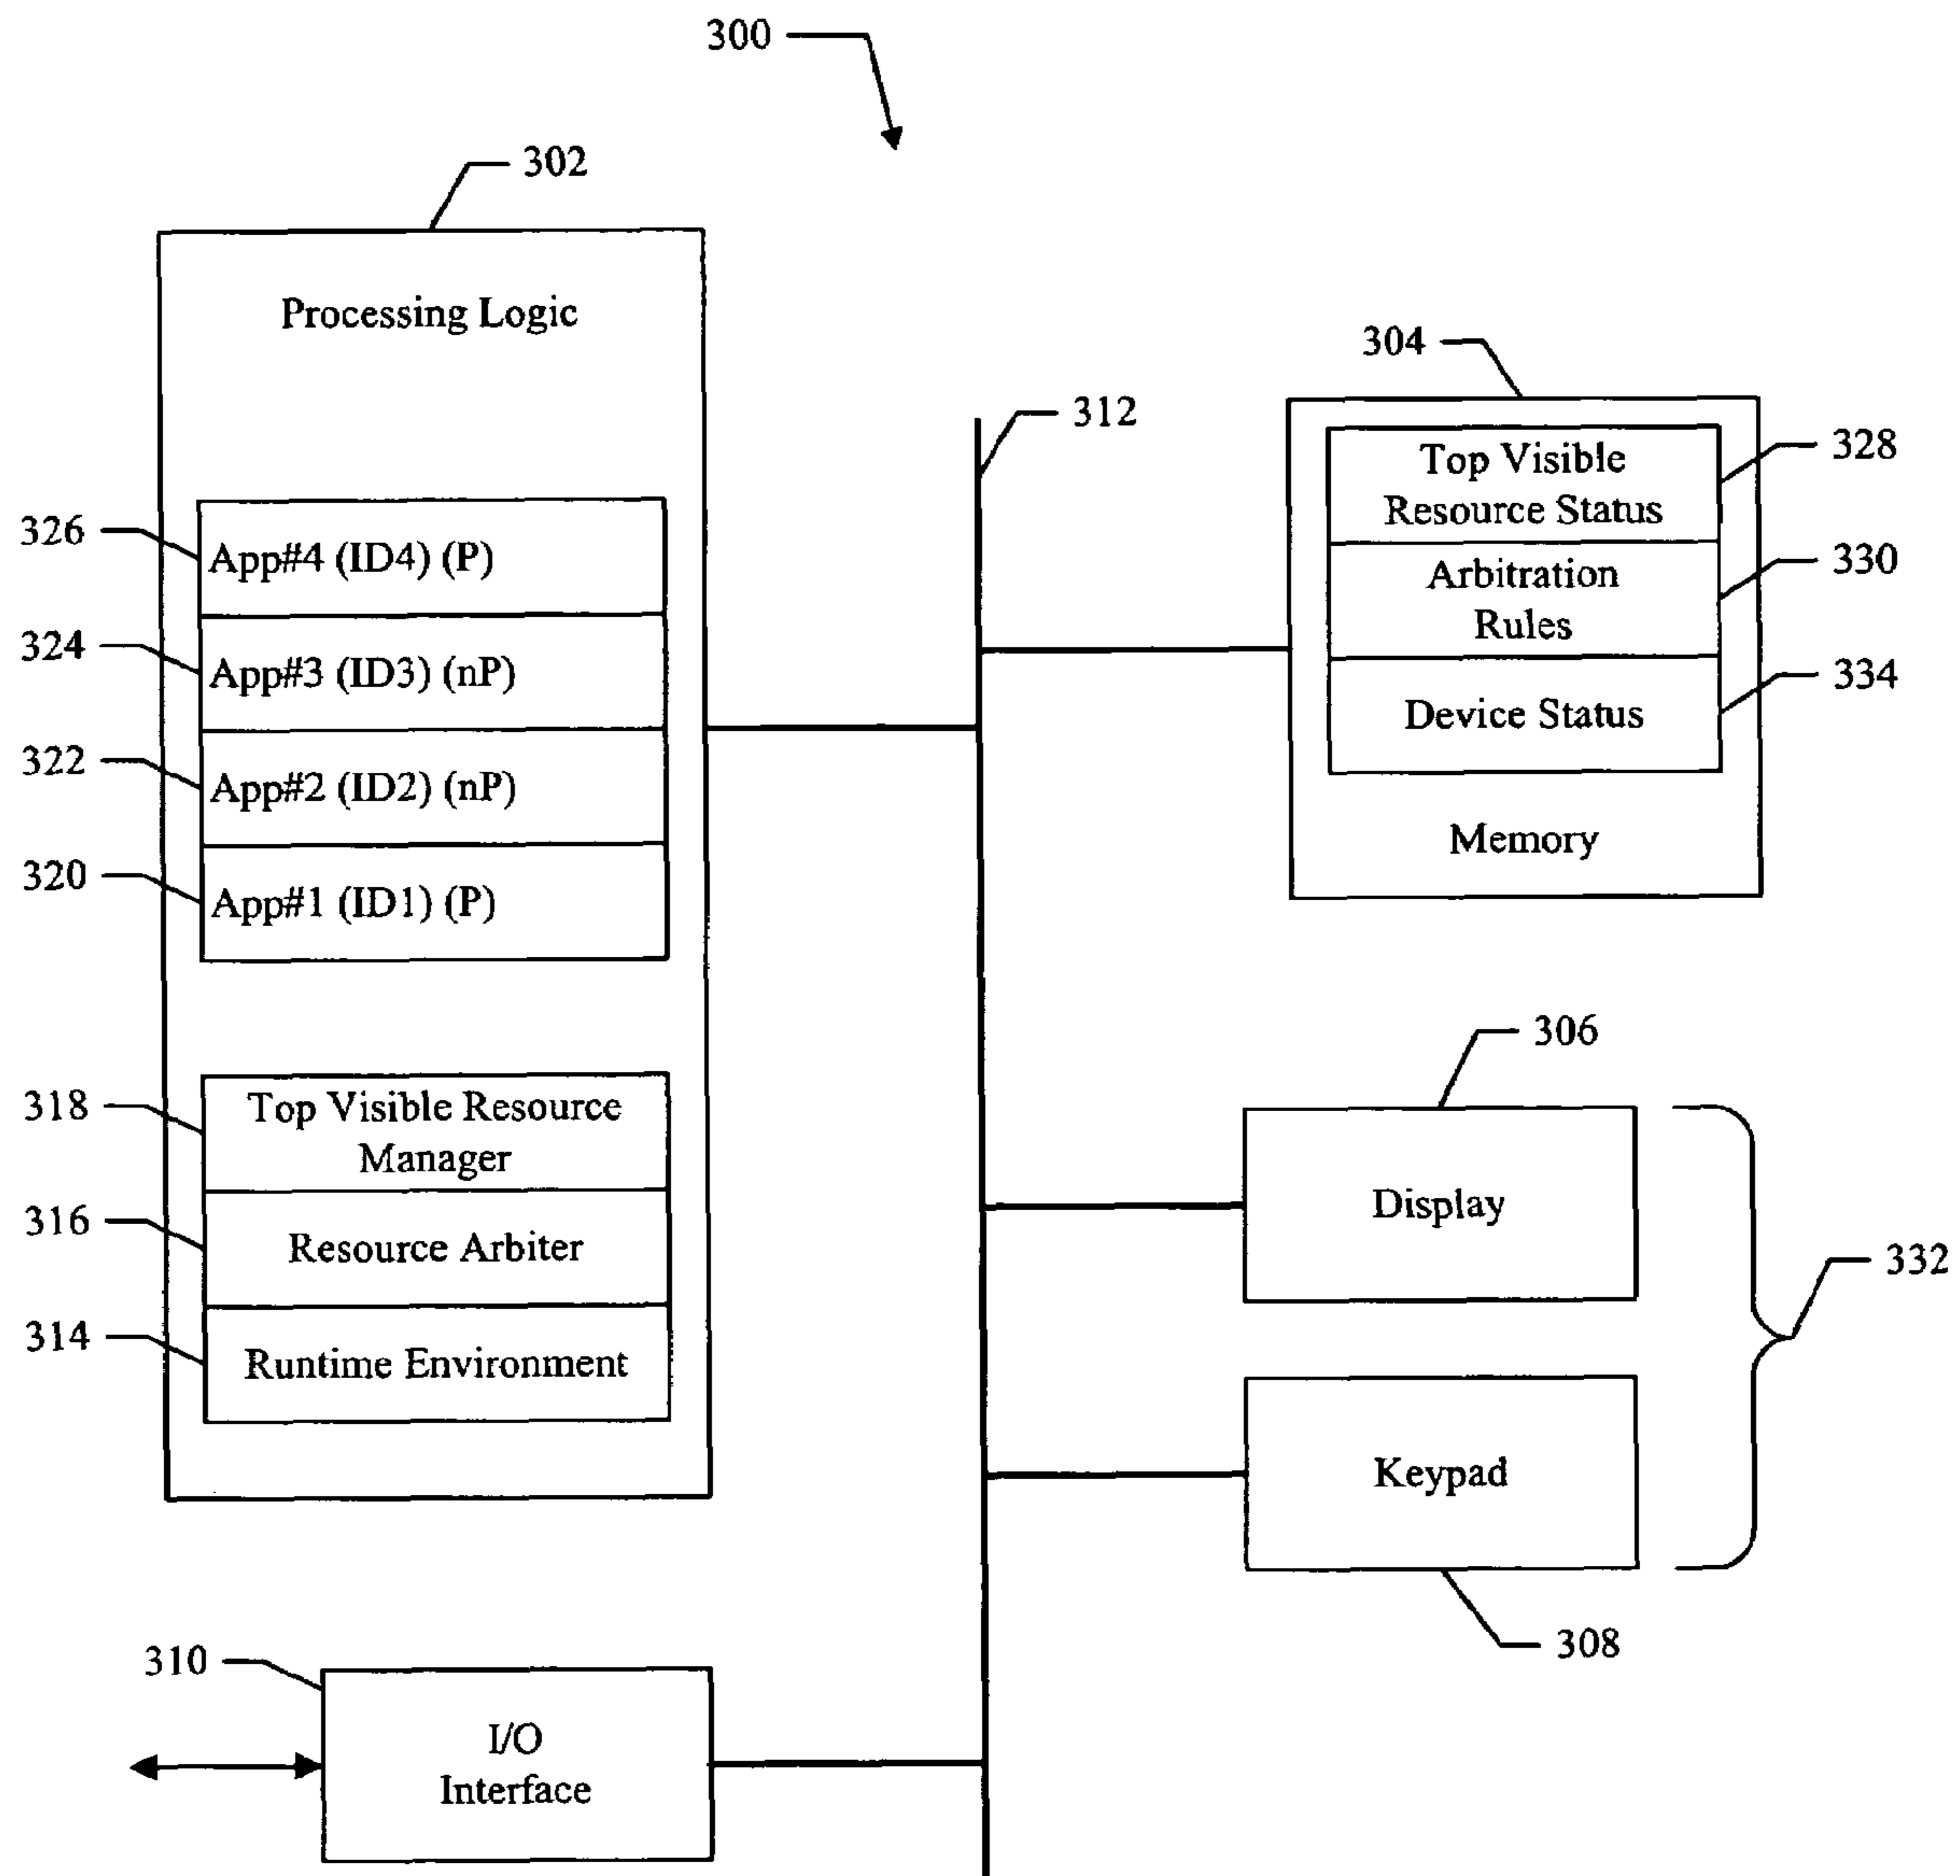 300
302
Processing Logic
304
312
Top Visible
Resource Status
328
326
App#4 (ID4) (P)
Arbitration
Rules
330
324
App#3 (ID3) (nP)
334
Device Status
322
App#2 (ID2) (nP)
Memory
320
App#1 (ID1) (P)
306
318
Top Visible Resource
Manager
Display
316
Resource Arbiter
332
314
Runtime Environment
Keypad
308
310
I/O
Interface